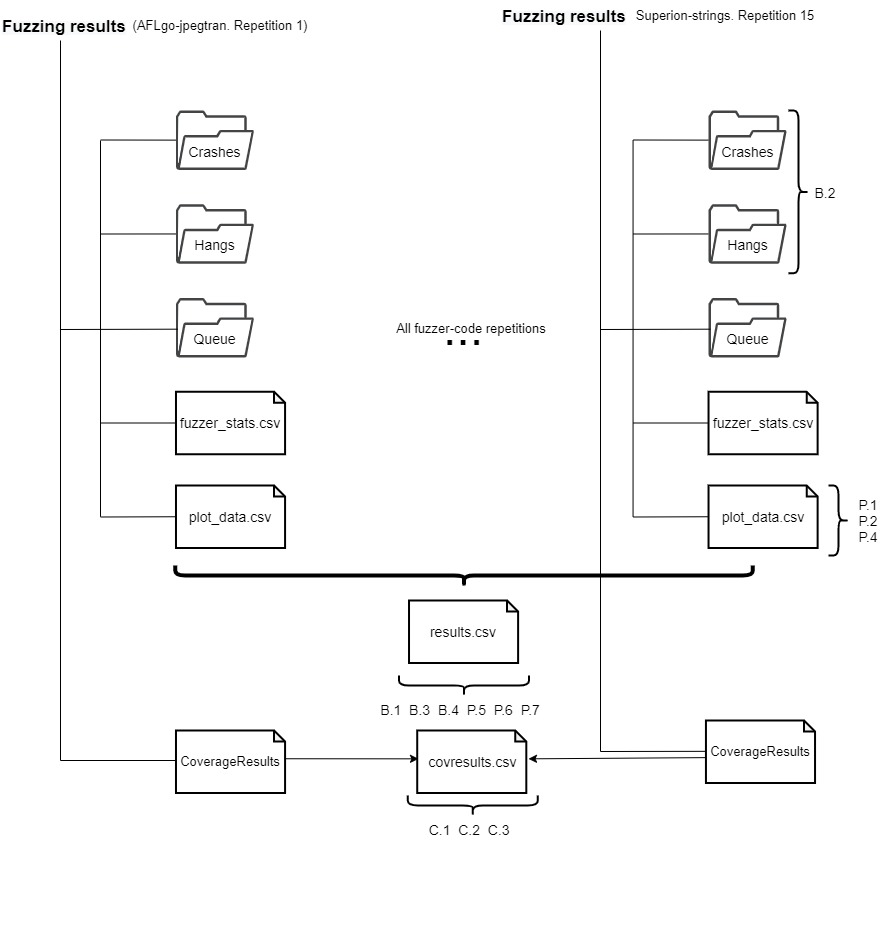 Fuzzing results (AFLgo-jpegtran. Repetition 1)
Fuzzing results Superion-strings. Repetition 15
Crashes
Crashes
B.2
Hangs
Hangs
Queue
All fuzzer-code repetitions
...
Queue
fuzzer_stats.csv
fuzzer_stats.csv
plot_data.csv
plot_data.csv
P.1
P.2
P.4
results.csv
B.1 B.3 B.4 P.5 P.6 P.7
CoverageResults
covresults.csv
CoverageResults
C.1 C.2 C.3